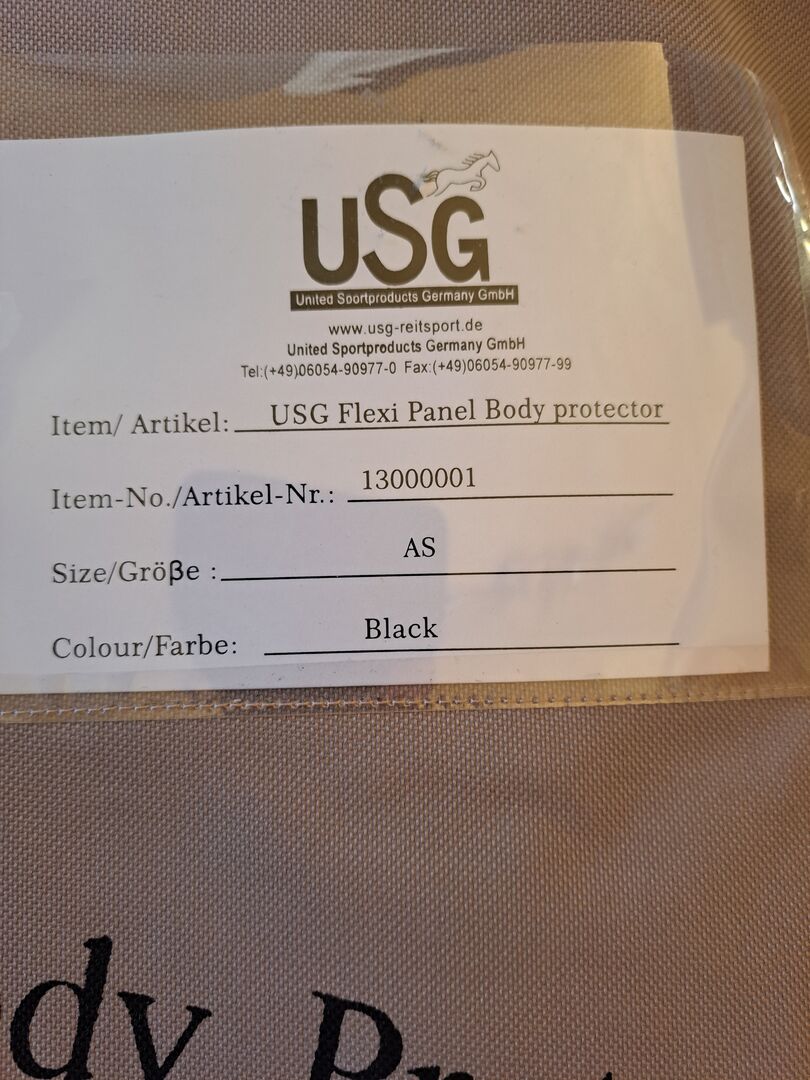 USG
United Sportproducts Germany GmbH
www.usg-reitsport.de
United Sportproducts Germany GmbH
Tel:(+49)06054-90977-0 Fax:(+49)06054-90977-99
Item/ Artikel: USG Flexi Panel Body protector
Item-No./Artikel-Nr.: 13000001
Size/Größe : AS
Colour/Farbe: Black